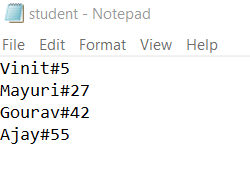 student - Notepad
File Edit Format View Help
Vinit#5
Mayuri#27
Gourav#42
Ajay#55